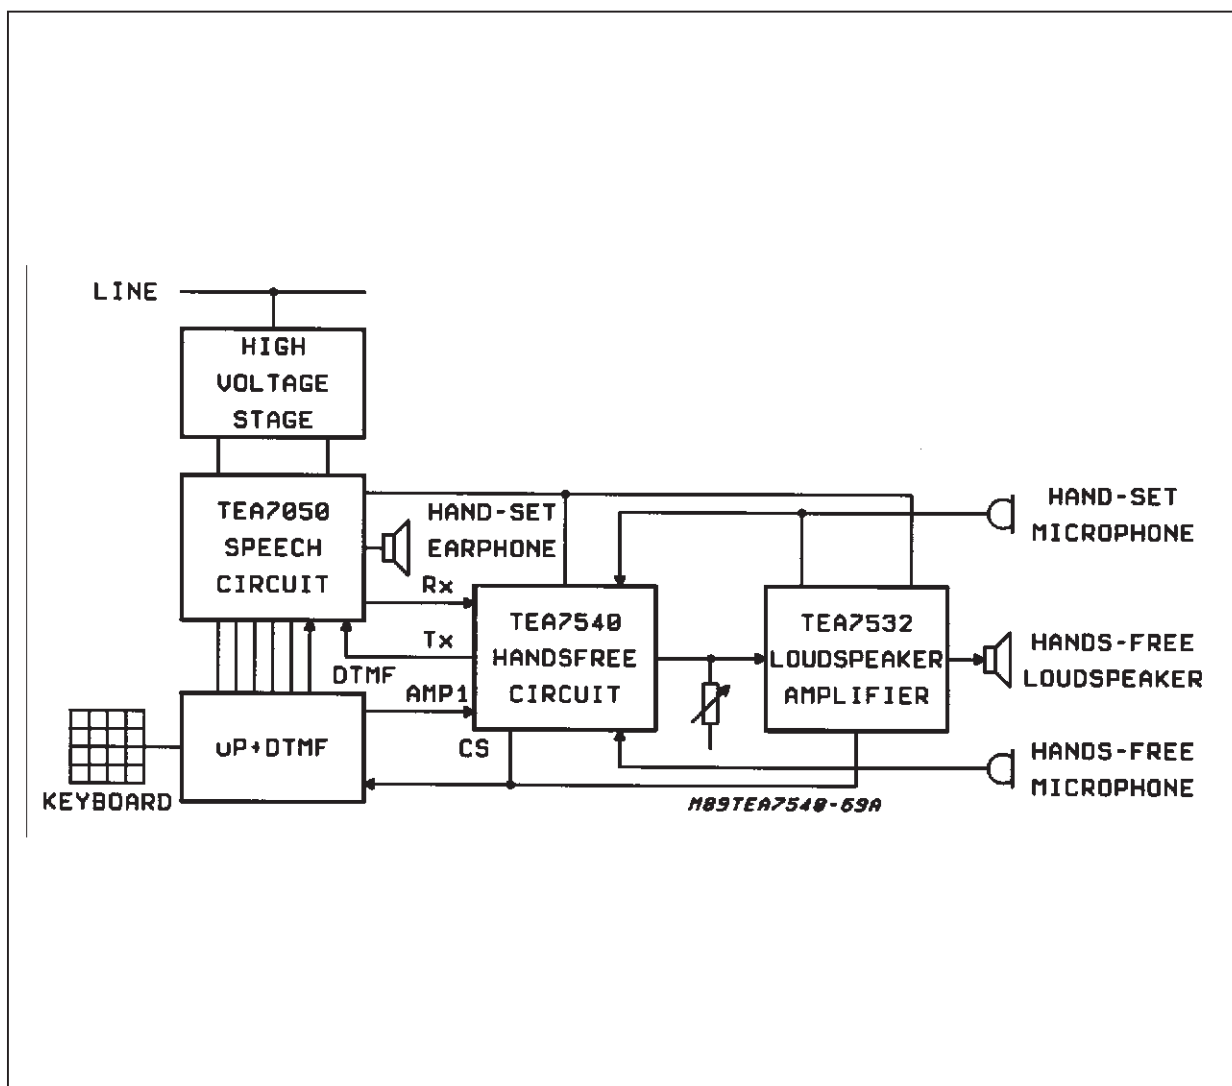 LINE
HIGH
VOLTAGE
STAGE
TEA7050
SPEECH
CIRCUIT
HAND-SET
EARPHONE
Rx
Tx
DTMF
AMP1
CS
uP+DTMF
KEYBOARD
TEA7540
HANDSFREE
CIRCUIT
TEA7532
LOUDSPEAKER
AMPLIFIER
HAND-SET
MICROPHONE
HANDS-FREE
LOUDSPEAKER
HANDS-FREE
MICROPHONE
M89TEA7540-69A